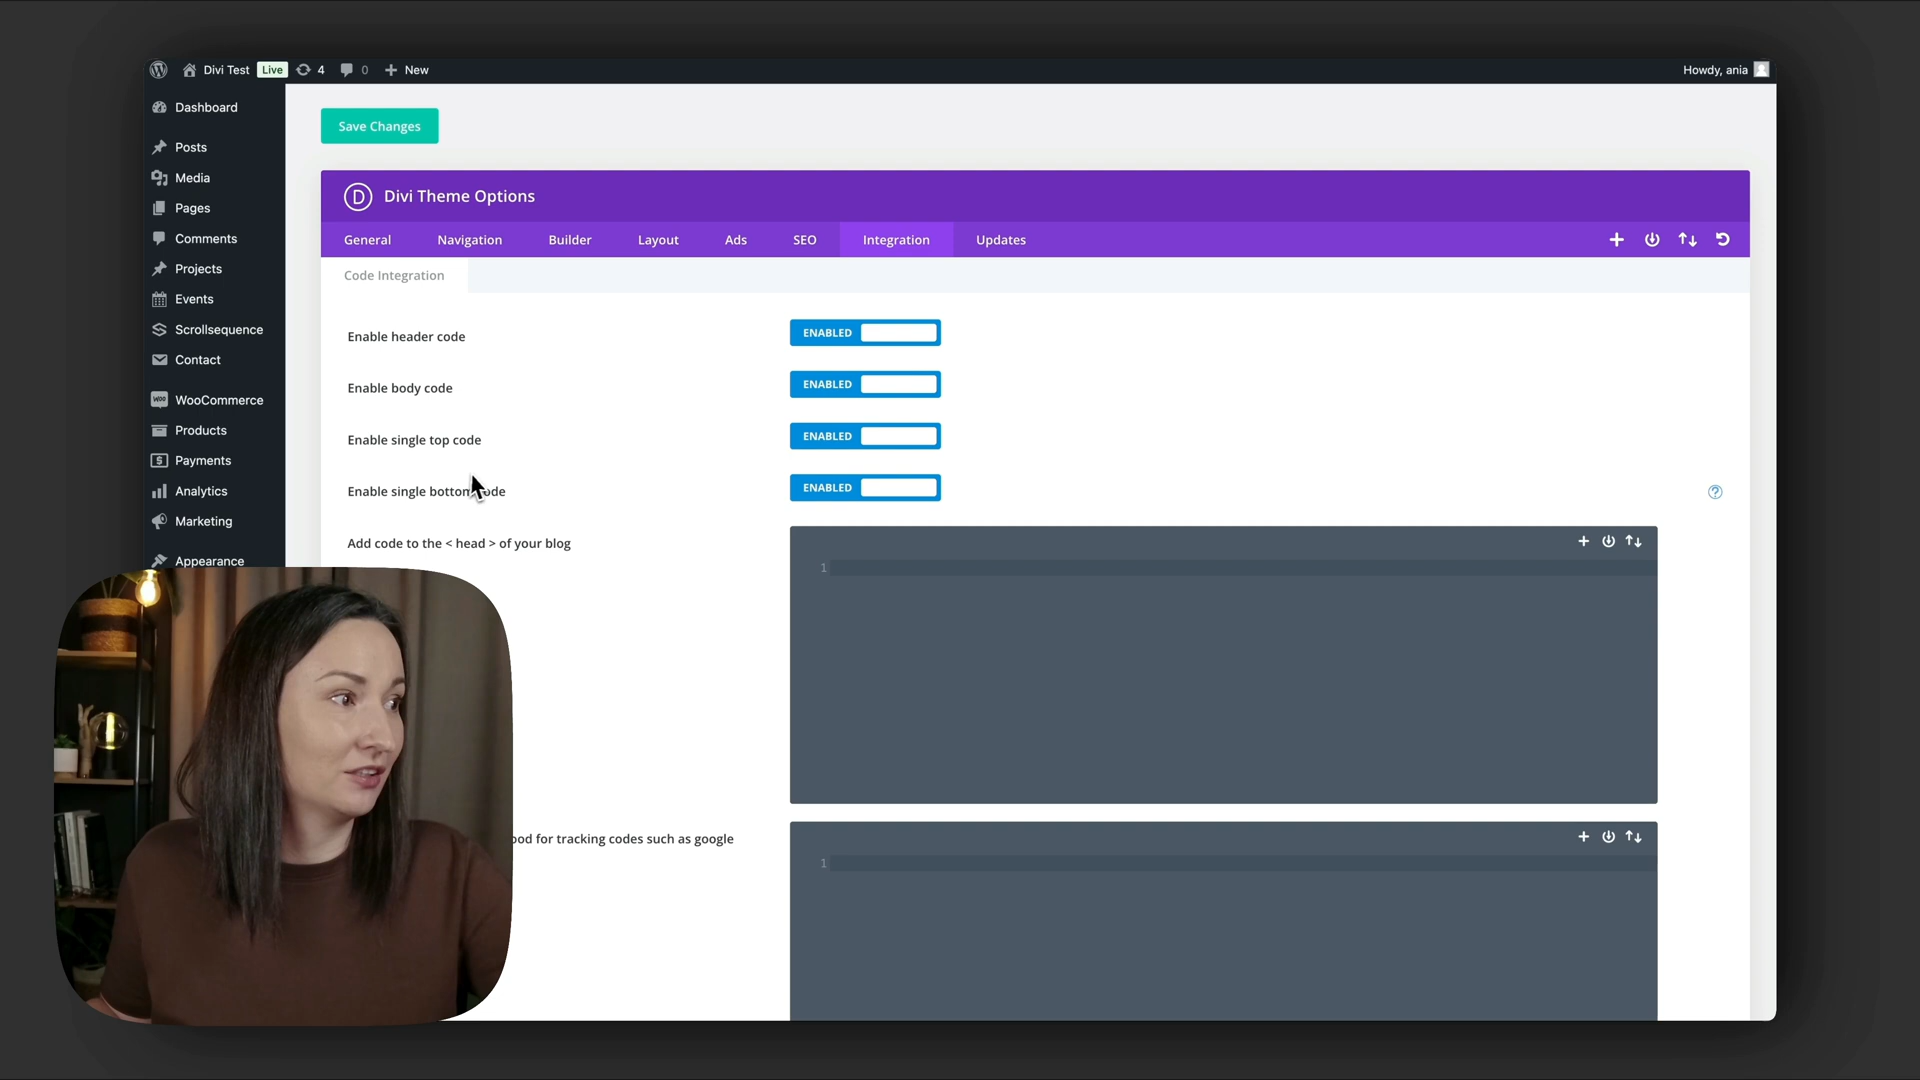 Divi Test Live 4 0 New Howdy, ania
Dashboard
Posts
Media
Pages
Comments
Projects
Events
Scrollsequence
Contact
WooCommerce
Products
Payments
Analytics
Marketing
Appearance
Save Changes
D Divi Theme Options
General Navigation Builder Layout Ads SEO Integration Updates
Code Integration
Enable header code ENABLED
Enable body code ENABLED
Enable single top code ENABLED
Enable single bottom code ENABLED ?
Add code to the < head > of your blog
1
ood for tracking codes such as google
1